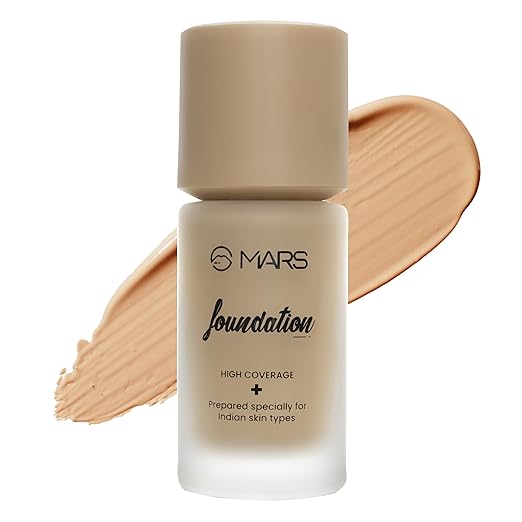 MARS
foundation
HIGH COVERAGE
+
Prepared specially for
Indian skin types